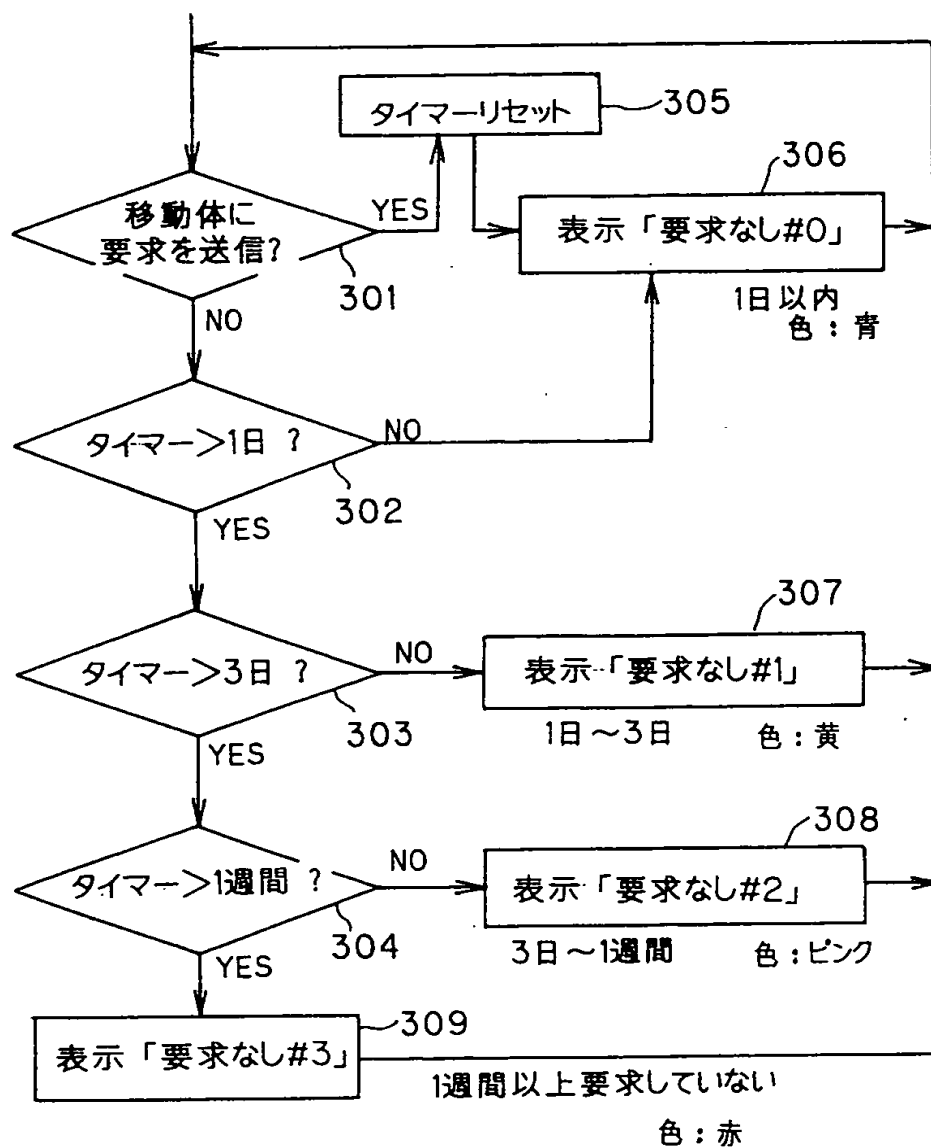 タイマーリセット
305
306
移動体に
要求を送信?
YES
301
表示「要求なし#0」
1日以内
色:青
NO
タイマー>1日 ?
NO
302
YES
307
タイマー>3日 ?
NO
303
表示「要求なし#1」
1日~3日 色:黄
YES
308
タイマー>1週間 ?
NO
304
表示「要求なし#2」
3日~1週間 色:ピンク
YES
309
表示「要求なし#3」
1週間以上要求していない
色:赤